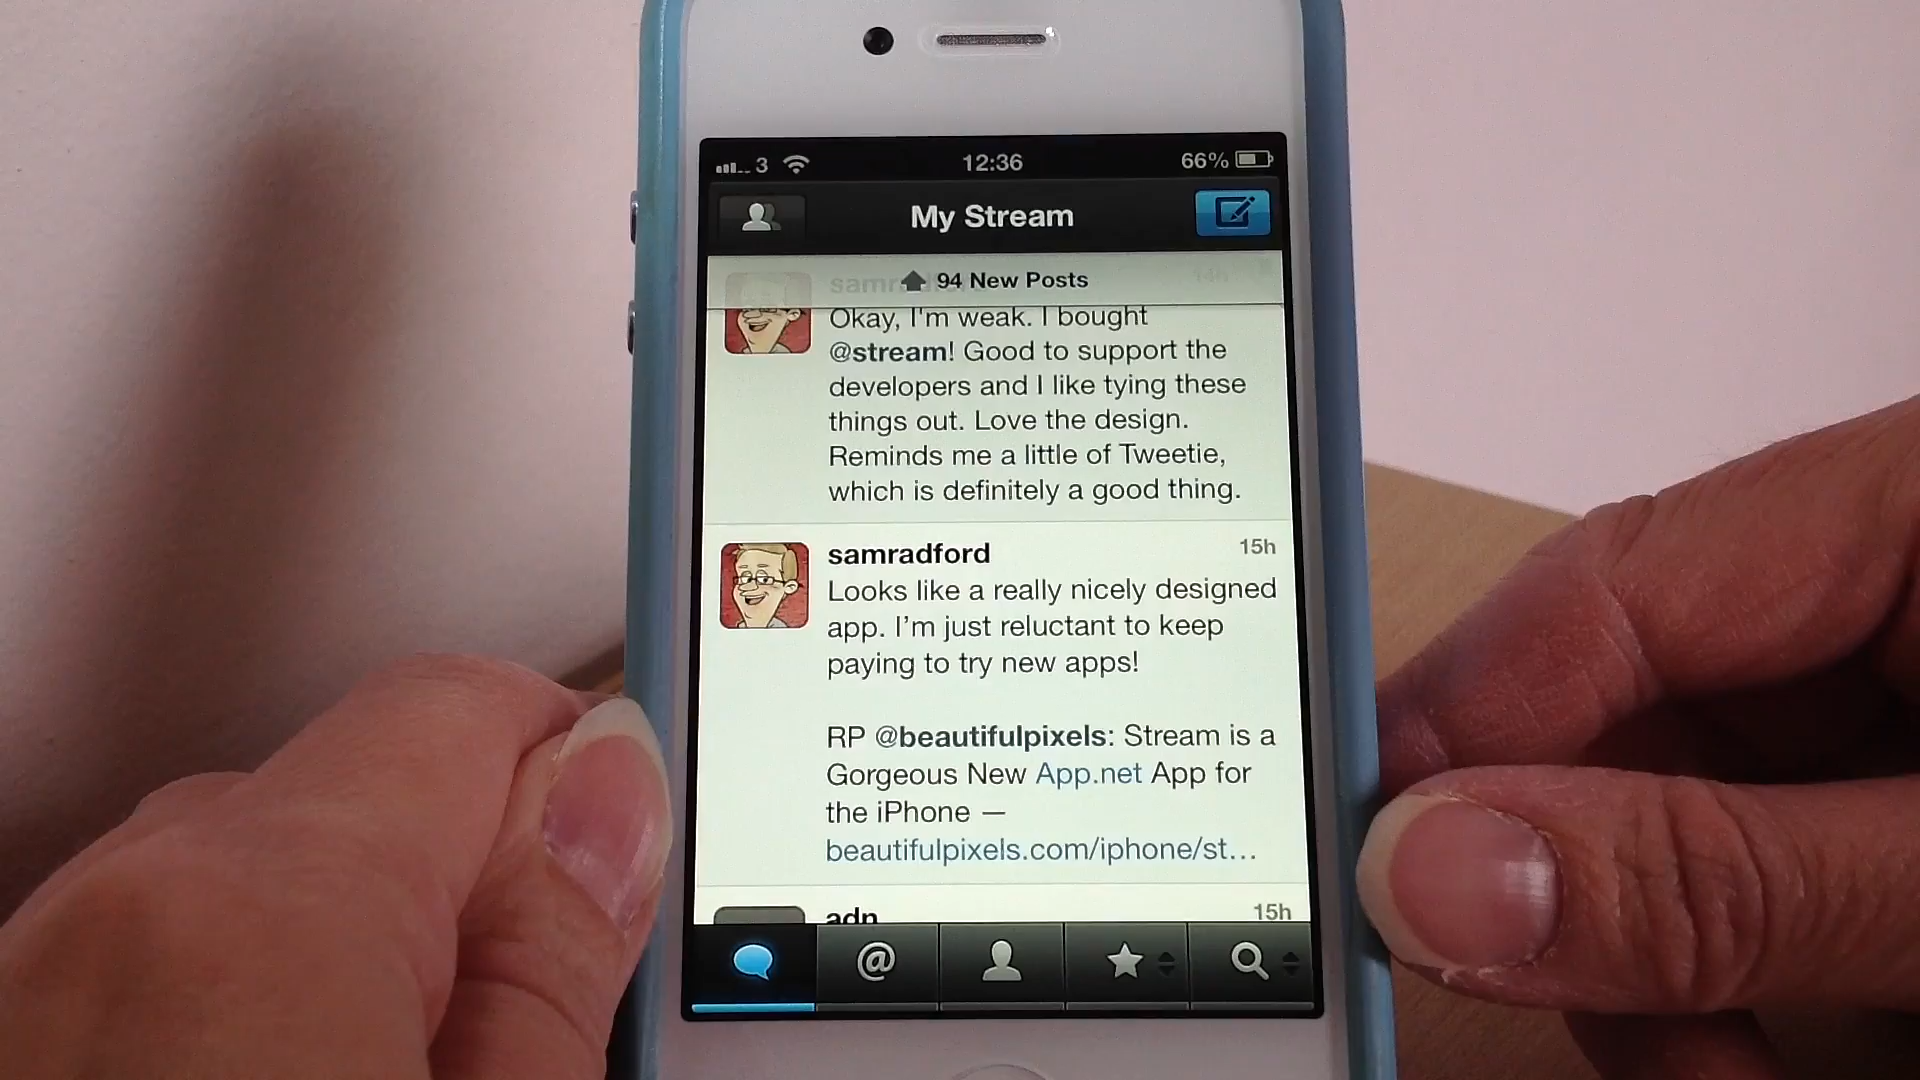 3 12:36 66%
My Stream
94 New Posts
samradford 14h
Okay, I'm weak. I bought
@stream! Good to support the
developers and I like tying these
things out. Love the design.
Reminds me a little of Tweetie,
which is definitely a good thing.
samradford 15h
Looks like a really nicely designed
app. I'm just reluctant to keep
paying to try new apps!
RP @beautifulpixels: Stream is a
Gorgeous New App.net App for
the iPhone —
beautifulpixels.com/iphone/st...
adn 15h
@